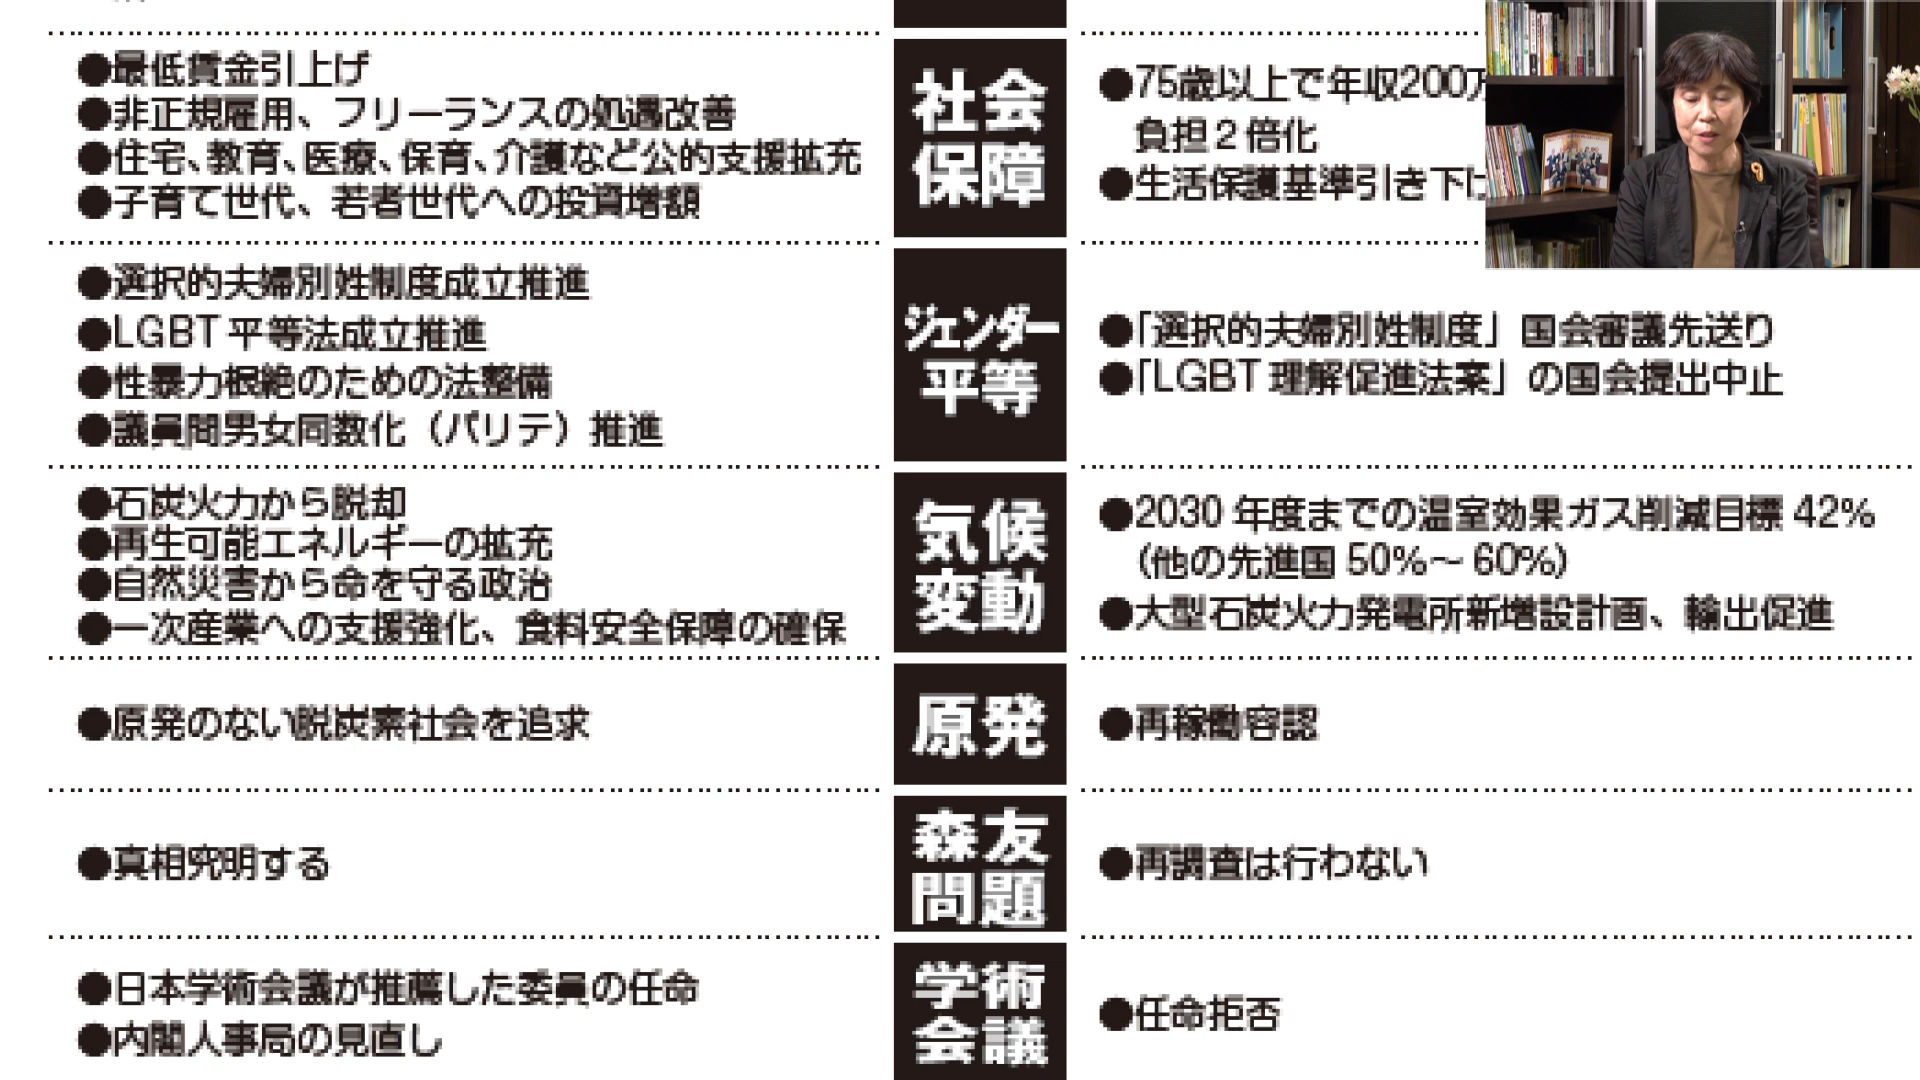 ●最低賃金引上げ
●非正規雇用、フリーランスの処遇改善
●住宅、教育、医療、保育、介護など公的支援拡充
●子育て世代、若者世代への投資増額
社会
保障
●75歳以上で年収200万
負担2倍化
●生活保護基準引き下げ
●選択的夫婦別姓制度成立推進
●LGBT平等法成立推進
●性暴力根絶のための法整備
●議員間男女同数化（パリテ）推進
ジェンダー
平等
●「選択的夫婦別姓制度」国会審議先送り
●「LGBT理解促進法案」の国会提出中止
●石炭火力から脱却
●再生可能エネルギーの拡充
●自然災害から命を守る政治
●一次産業への支援強化、食料安全保障の確保
気候
変動
●2030年度までの温室効果ガス削減目標42%
（他の先進国50%～60%）
●大型石炭火力発電所新増設計画、輸出促進
●原発のない脱炭素社会を追求
原発
●再稼働容認
●真相究明する
森友
問題
●再調査は行わない
●日本学術会議が推薦した委員の任命
●内閣人事局の見直し
学術
会議
●任命拒否